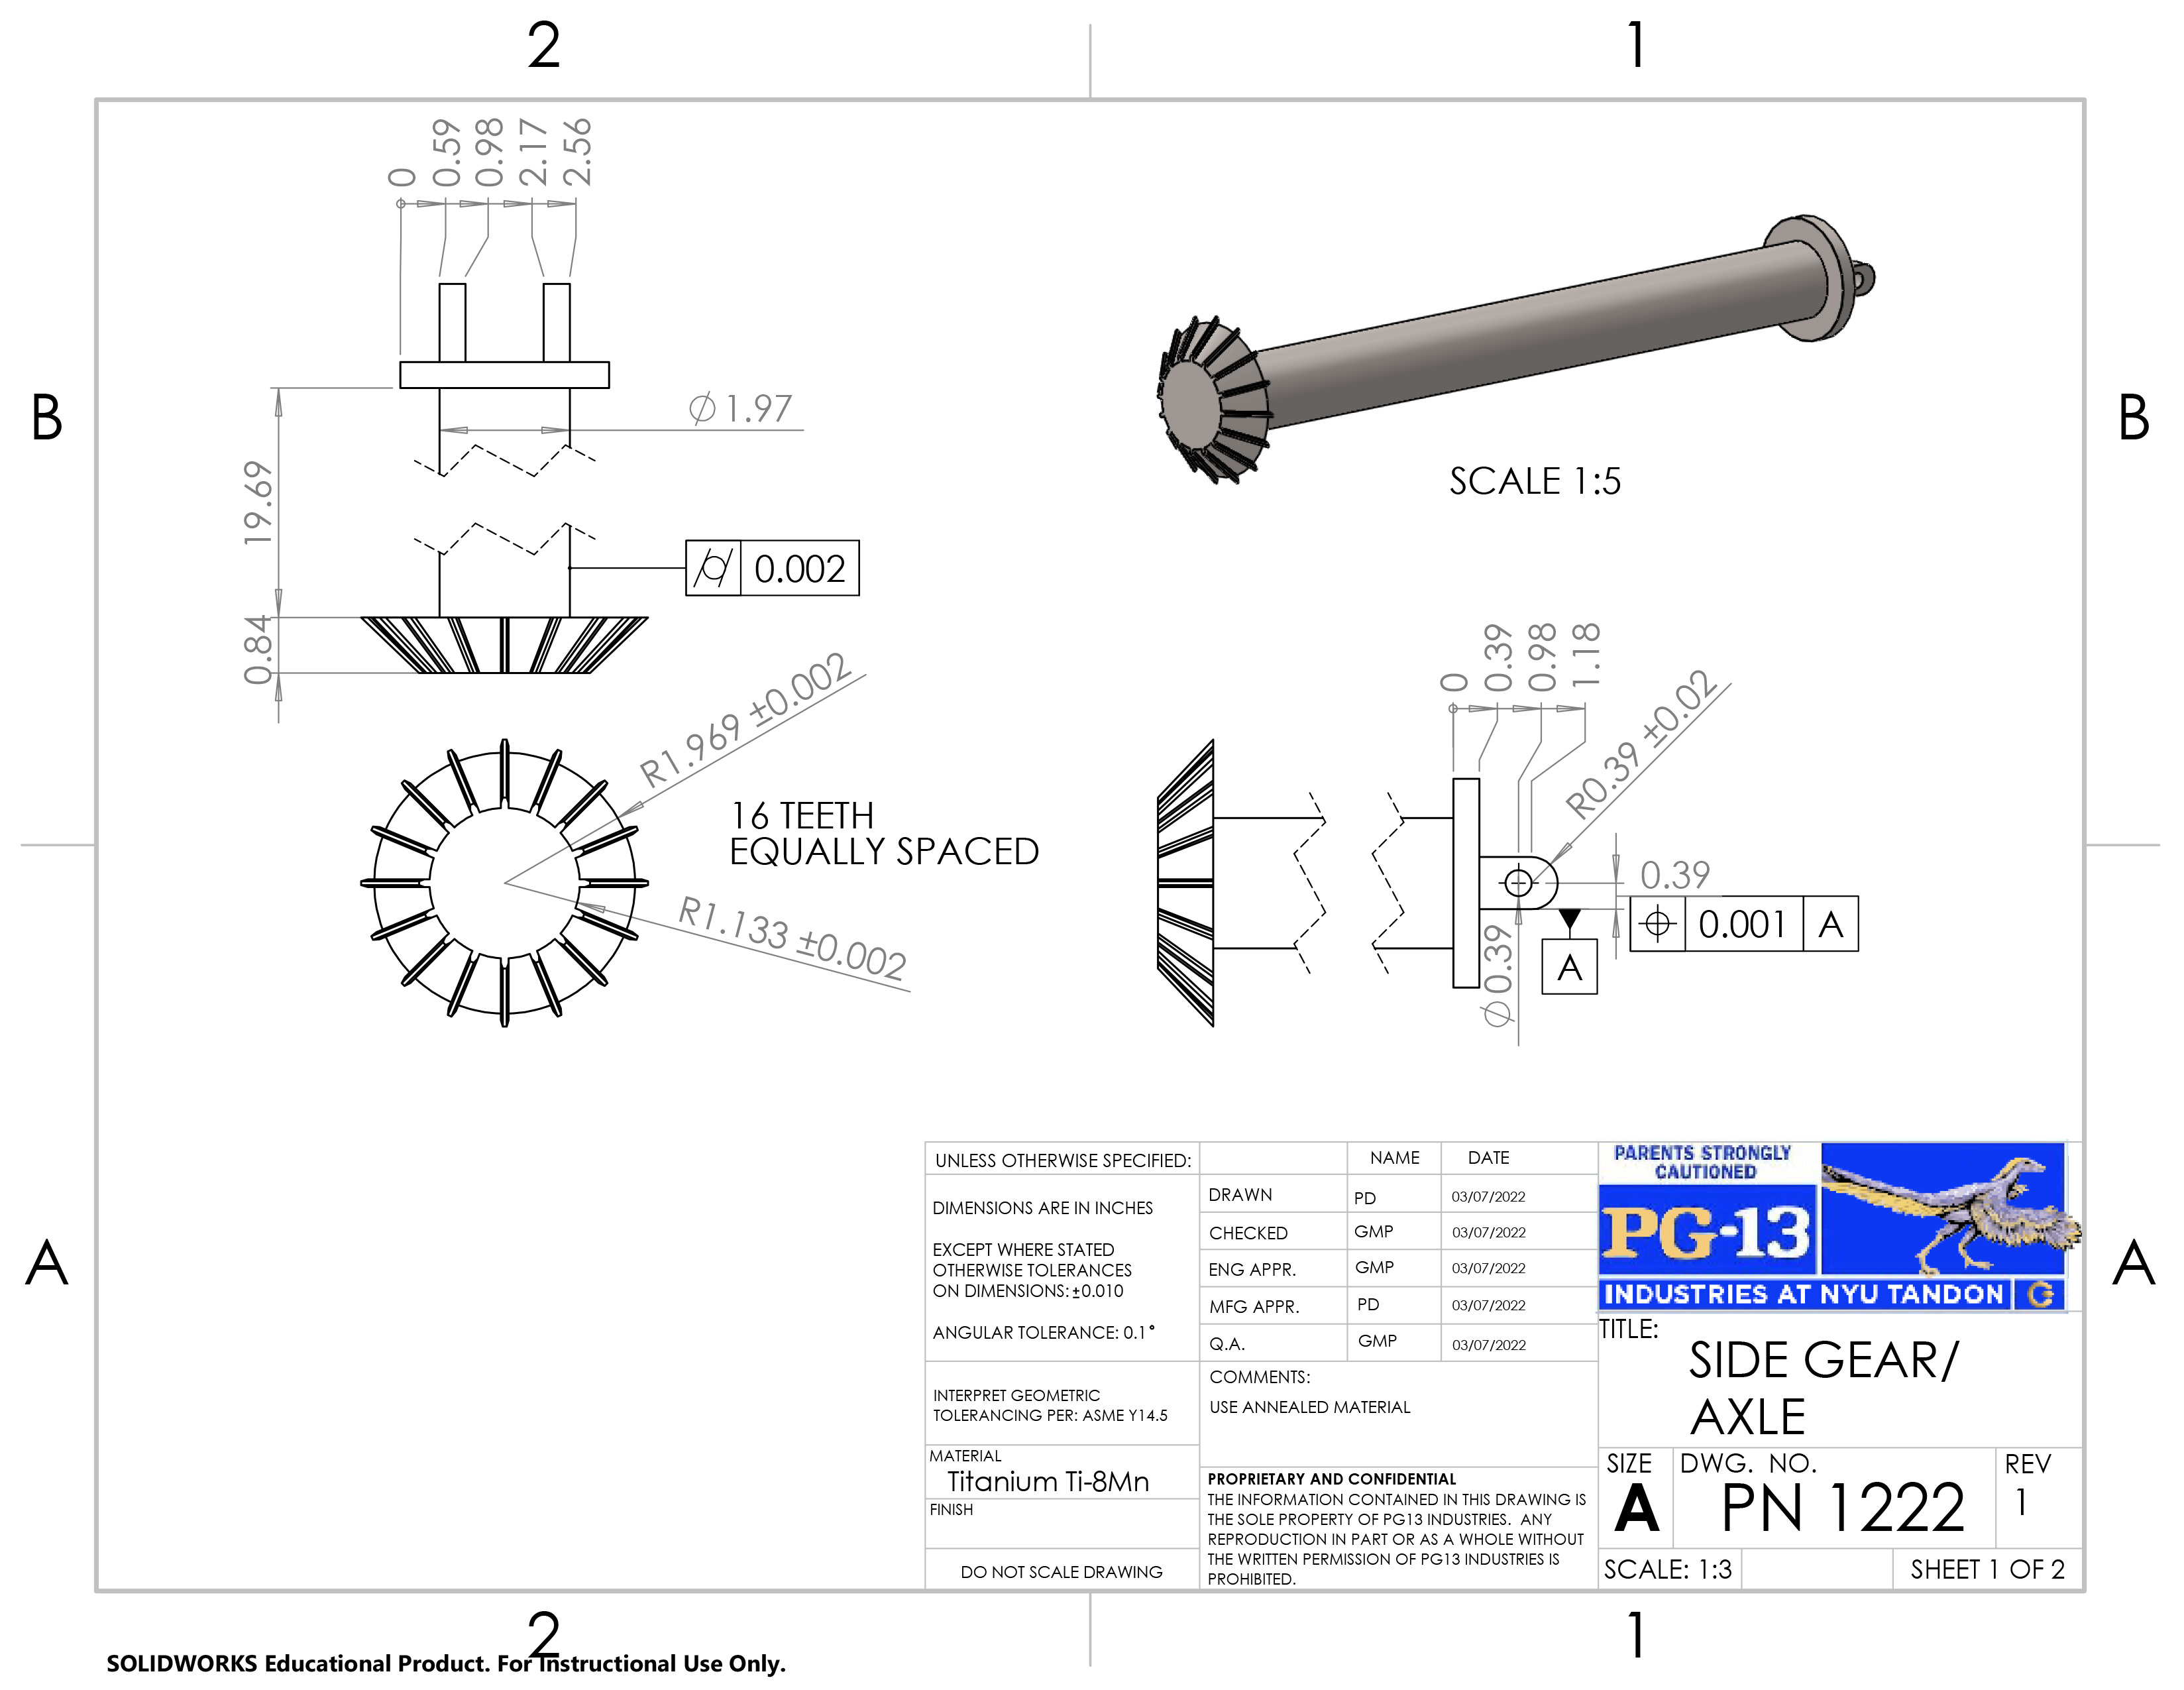 2
1
0
0.59
0.98
2.17
2.56
B
B
⌀1.97
19.69
SCALE 1:5
⌭ 0.002
0.84
R1.969 ±0.002
16 TEETH
EQUALLY SPACED
R1.133 ±0.002
0
0.39
0.98
1.18
R0.39 ±0.02
0.39
⌖ 0.001 A
A
⌀0.39
A
A
UNLESS OTHERWISE SPECIFIED:
DIMENSIONS ARE IN INCHES
EXCEPT WHERE STATED
OTHERWISE TOLERANCES
ON DIMENSIONS: ±0.010
ANGULAR TOLERANCE: 0.1°
INTERPRET GEOMETRIC
TOLERANCING PER: ASME Y14.5
MATERIAL
Titanium Ti-8Mn
FINISH
DO NOT SCALE DRAWING
NAME DATE
DRAWN PD 03/07/2022
CHECKED GMP 03/07/2022
ENG APPR. GMP 03/07/2022
MFG APPR. PD 03/07/2022
Q.A. GMP 03/07/2022
COMMENTS:
USE ANNEALED MATERIAL
PROPRIETARY AND CONFIDENTIAL
THE INFORMATION CONTAINED IN THIS DRAWING IS
THE SOLE PROPERTY OF PG13 INDUSTRIES. ANY
REPRODUCTION IN PART OR AS A WHOLE WITHOUT
THE WRITTEN PERMISSION OF PG13 INDUSTRIES IS
PROHIBITED.
PARENTS STRONGLY
CAUTIONED
PG-13
INDUSTRIES AT NYU TANDON
TITLE:
SIDE GEAR/
AXLE
SIZE DWG. NO. REV
A PN 1222 1
SCALE: 1:3 SHEET 1 OF 2
2
1
SOLIDWORKS Educational Product. For Instructional Use Only.